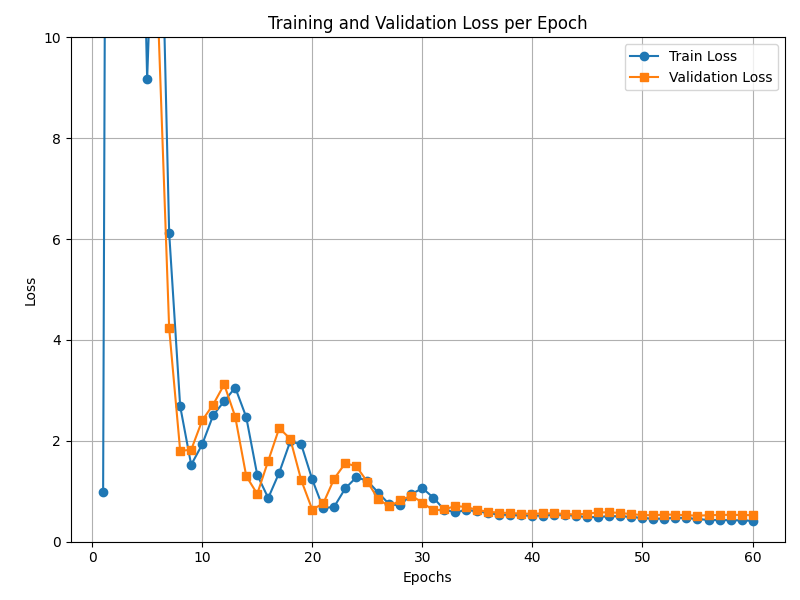 Training and Validation Loss per Epoch
Train Loss
Validation Loss
10
8
6
4
2
0
Loss
0 10 20 30 40 50 60
Epochs